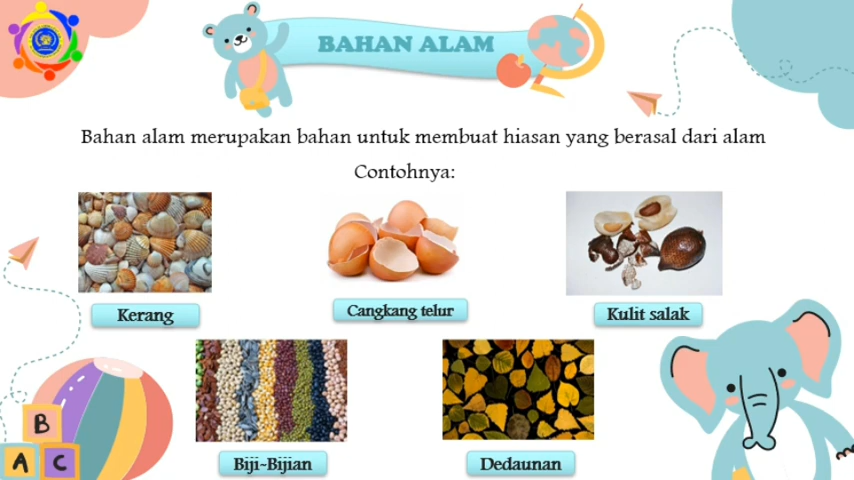 BAHAN ALAM
Bahan alam merupakan bahan untuk membuat hiasan yang berasal dari alam
Contohnya:
Kerang
Cangkang telur
Kulit salak
Biji-Bijian
Dedaunan
B
A C